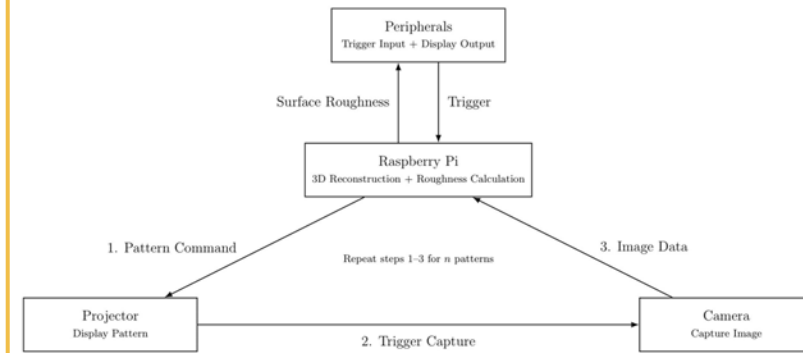 Peripherals
Trigger Input + Display Output
Surface Roughness
Trigger
Raspberry Pi
3D Reconstruction + Roughness Calculation
1. Pattern Command
3. Image Data
Repeat steps 1–3 for n patterns
Projector
Display Pattern
2. Trigger Capture
Camera
Capture Image